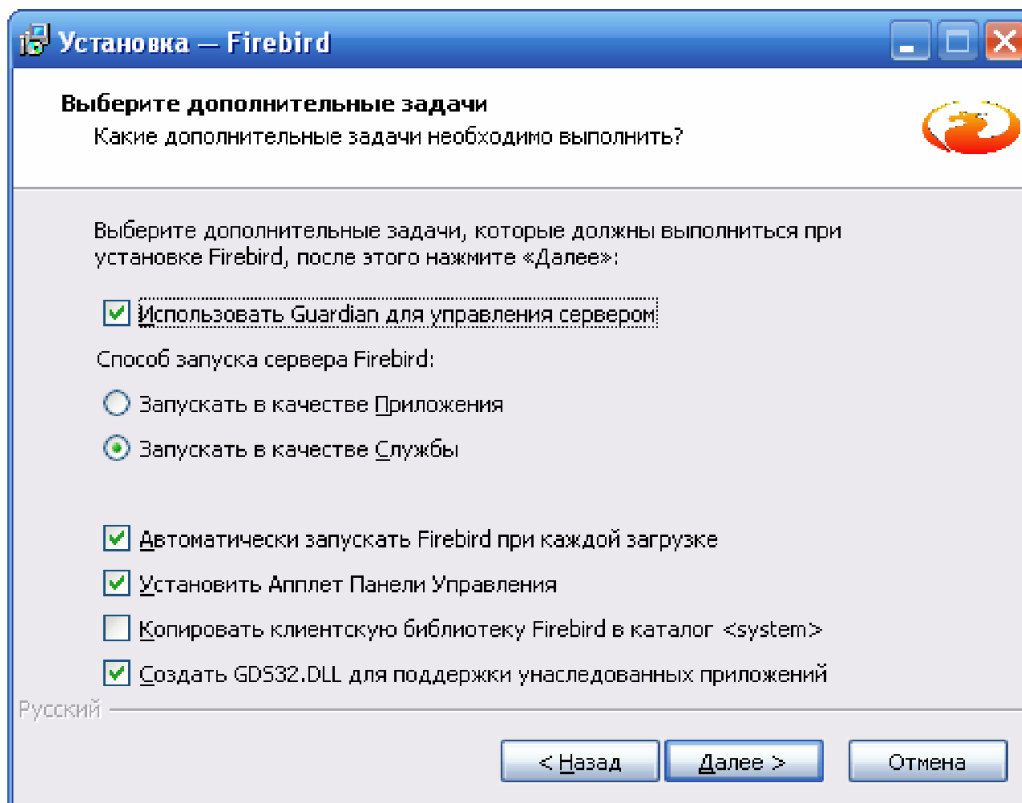 Установка — Firebird
Выберите дополнительные задачи
Какие дополнительные задачи необходимо выполнить?
Выберите дополнительные задачи, которые должны выполниться при
установке Firebird, после этого нажмите «Далее»:
Использовать Guardian для управления сервером
Способ запуска сервера Firebird:
Запускать в качестве Приложения
Запускать в качестве Службы
Автоматически запускать Firebird при каждой загрузке
Установить Апплет Панели Управления
Копировать клиентскую библиотеку Firebird в каталог <system>
Создать GDS32.DLL для поддержки унаследованных приложений
Русский
< Назад
Далее >
Отмена